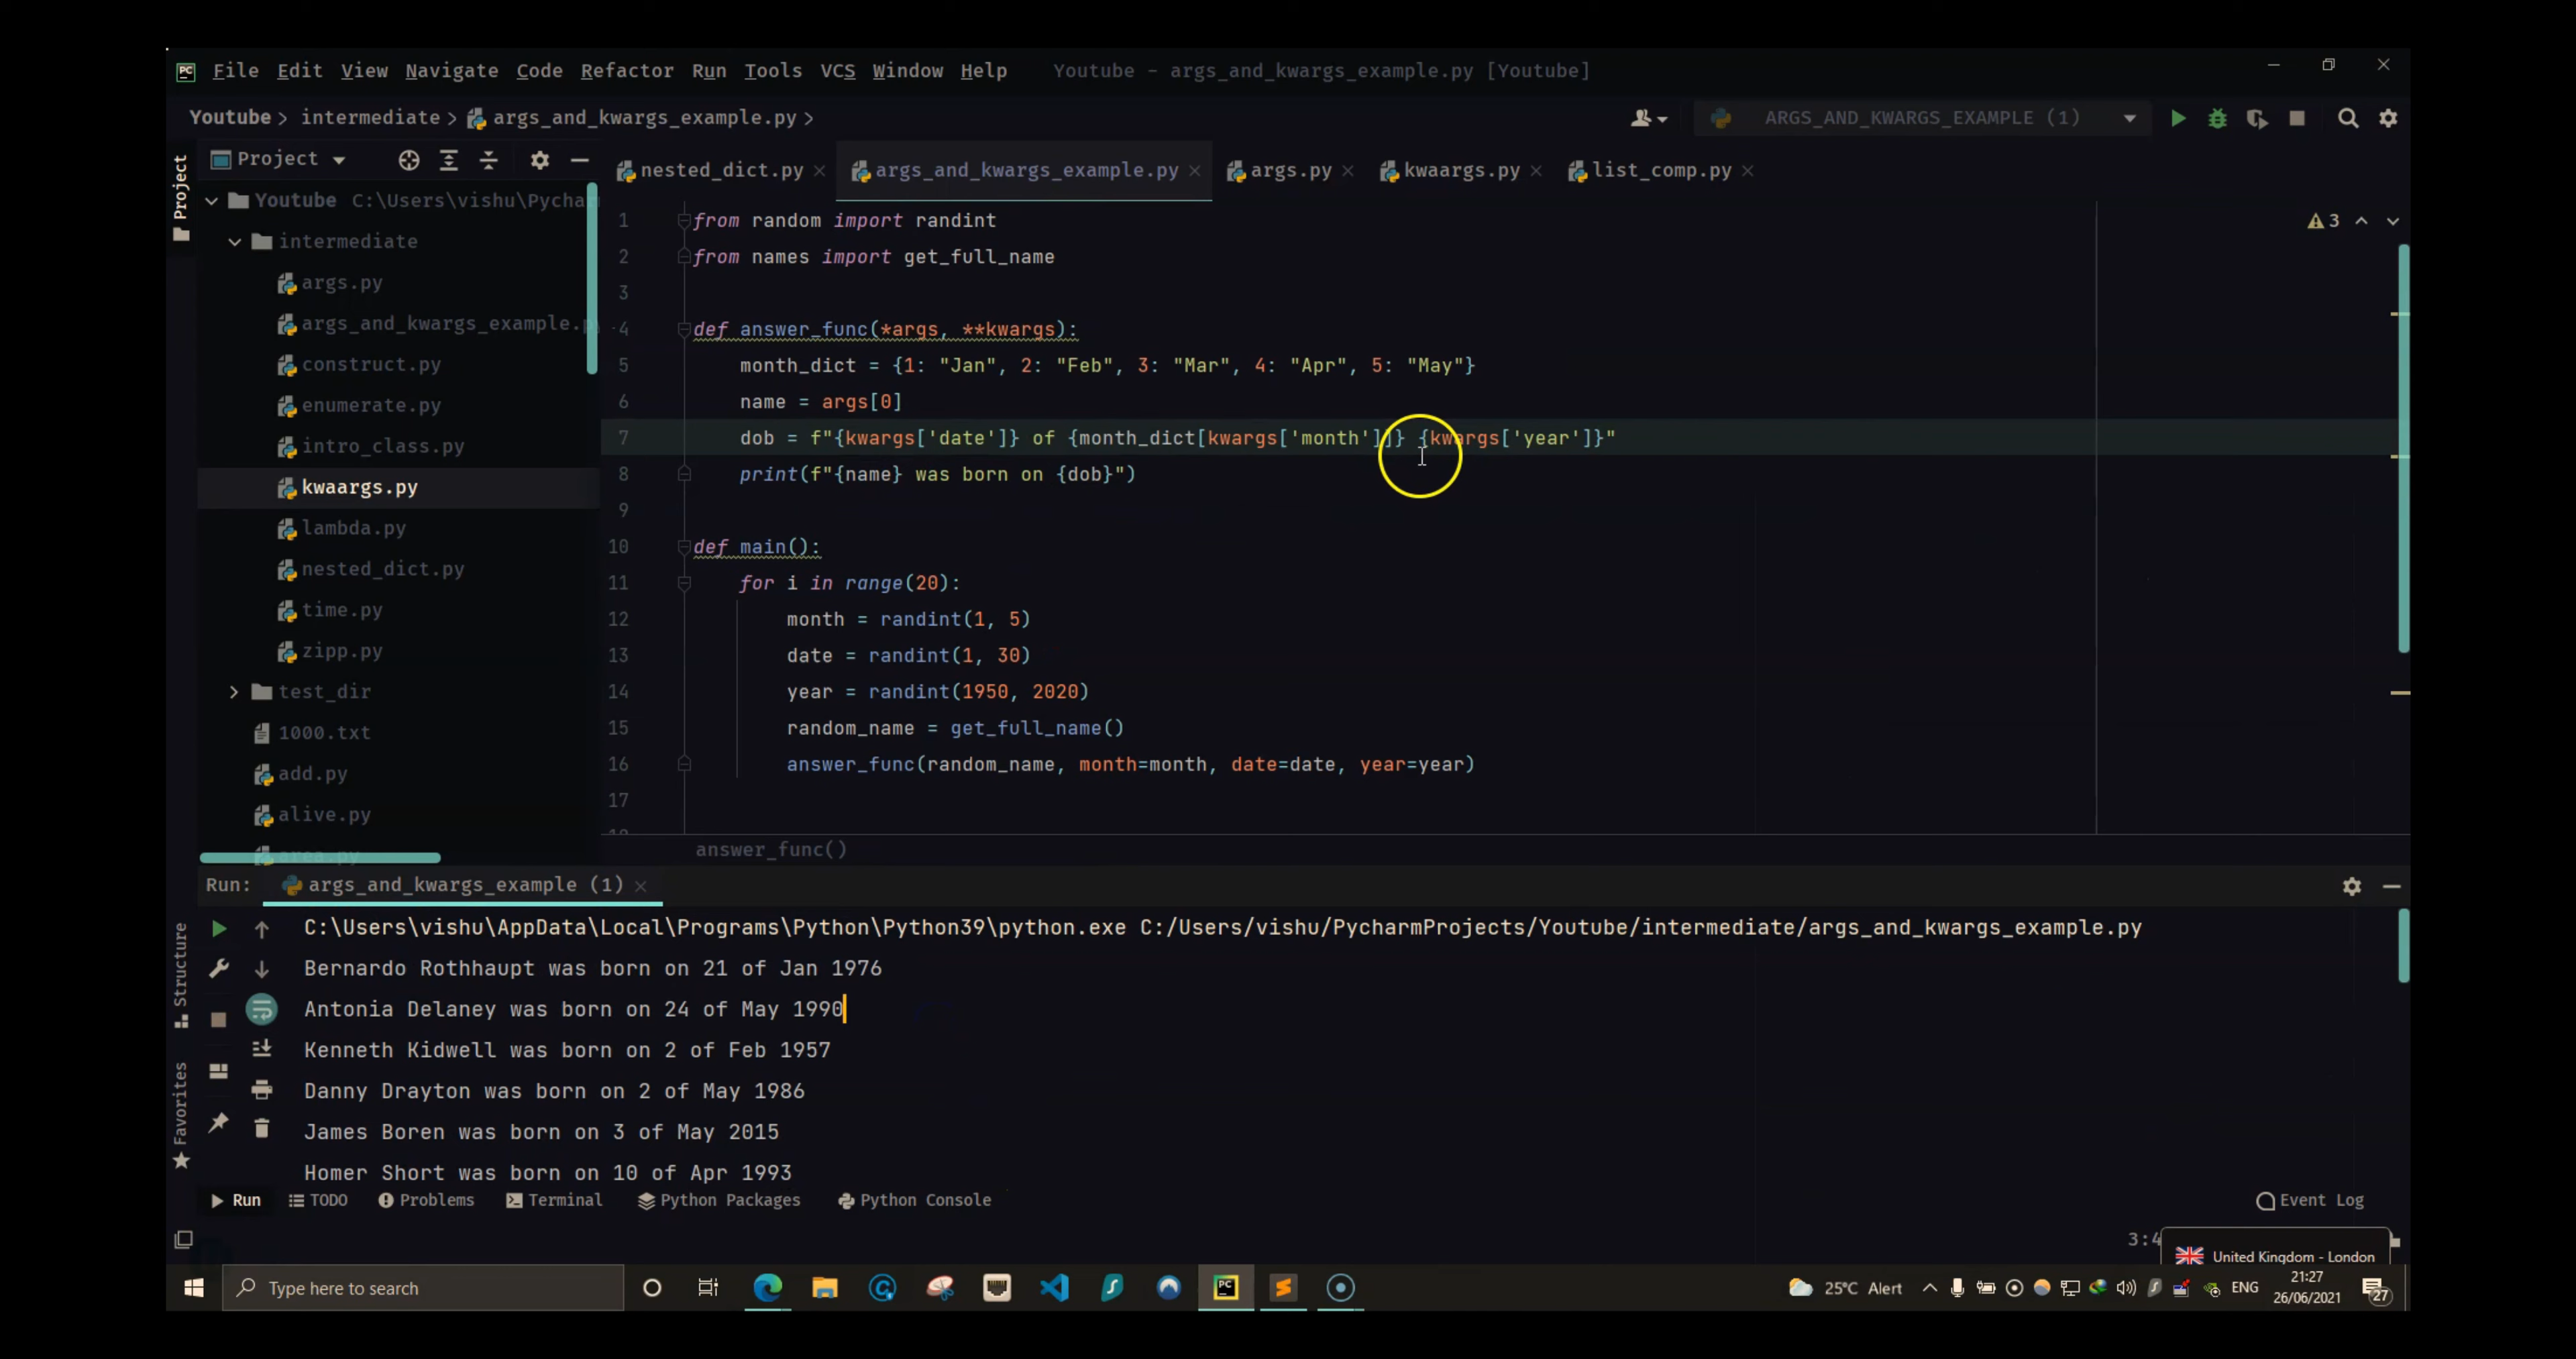 File Edit View Navigate Code Refactor Run Tools VCS Window Help Youtube - args_and_kwargs_example.py [Youtube]
Youtube > intermediate > args_and_kwargs_example.py > ARGS_AND_KWARGS_EXAMPLE (1)
Project
Project
nested_dict.py args_and_kwargs_example.py args.py kwaargs.py list_comp.py
Youtube C:\Users\vishu\Pycharm
intermediate
args.py
args_and_kwargs_example.p
construct.py
enumerate.py
intro_class.py
kwaargs.py
lambda.py
nested_dict.py
time.py
zipp.py
test_dir
1000.txt
add.py
alive.py
area.py
3
1 from random import randint
2 from names import get_full_name
3
4 def answer_func(*args, **kwargs):
5 month_dict = {1: "Jan", 2: "Feb", 3: "Mar", 4: "Apr", 5: "May"}
6 name = args[0]
7 dob = f"{kwargs['date']} of {month_dict[kwargs['month']]} {kwargs['year']}"
8 print(f"{name} was born on {dob}")
9
10 def main():
11 for i in range(20):
12 month = randint(1, 5)
13 date = randint(1, 30)
14 year = randint(1950, 2020)
15 random_name = get_full_name()
16 answer_func(random_name, month=month, date=date, year=year)
17
answer_func()
Run: args_and_kwargs_example (1)
C:\Users\vishu\AppData\Local\Programs\Python\Python39\python.exe C:/Users/vishu/PycharmProjects/Youtube/intermediate/args_and_kwargs_example.py
Bernardo Rothhaupt was born on 21 of Jan 1976
Antonia Delaney was born on 24 of May 1990
Kenneth Kidwell was born on 2 of Feb 1957
Danny Drayton was born on 2 of May 1986
James Boren was born on 3 of May 2015
Homer Short was born on 10 of Apr 1993
Structure
Favorites
Run TODO Problems Terminal Python Packages Python Console Event Log
3:4
United Kingdom - London
Type here to search
25°C Alert ENG
21:27
26/06/2021
27